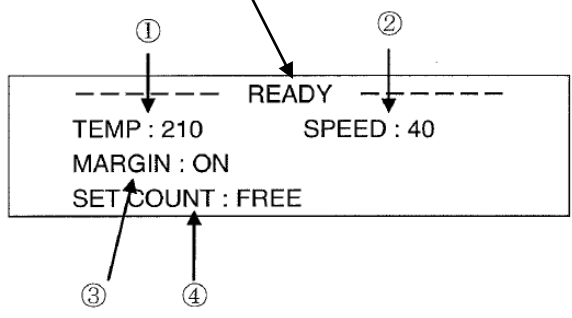 ① ②
------ READY ------
TEMP : 210 SPEED : 40
MARGIN : ON
SET COUNT : FREE
③ ④